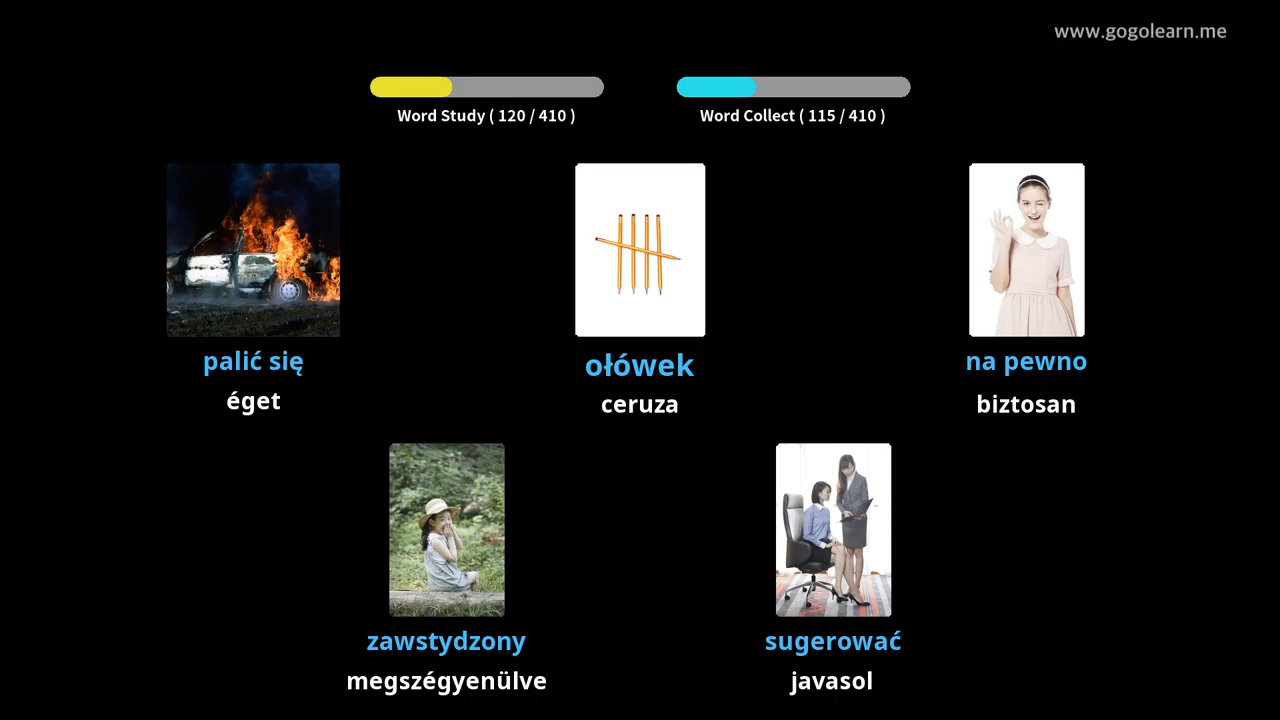 www.gogolearn.me
Word Study ( 120 / 410 )
Word Collect ( 115 / 410 )
palić się
ołówek
na pewno
éget
ceruza
biztosan
zawstydzony
sugerować
megszégyenülve
javasol